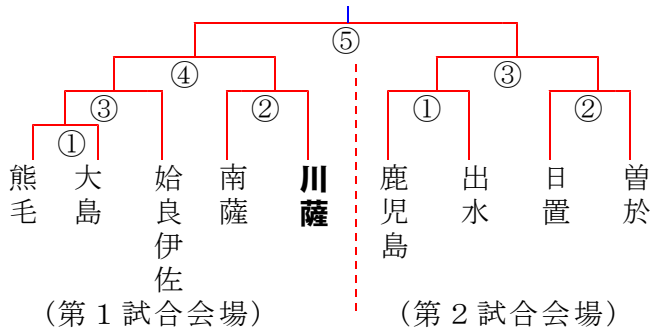 ⑤
④
③
③
②
①
②
①
熊毛
大島
姶良伊佐
南薩
川薩
鹿児島
出水
日置
曽於
(第1試合会場)
(第2試合会場)